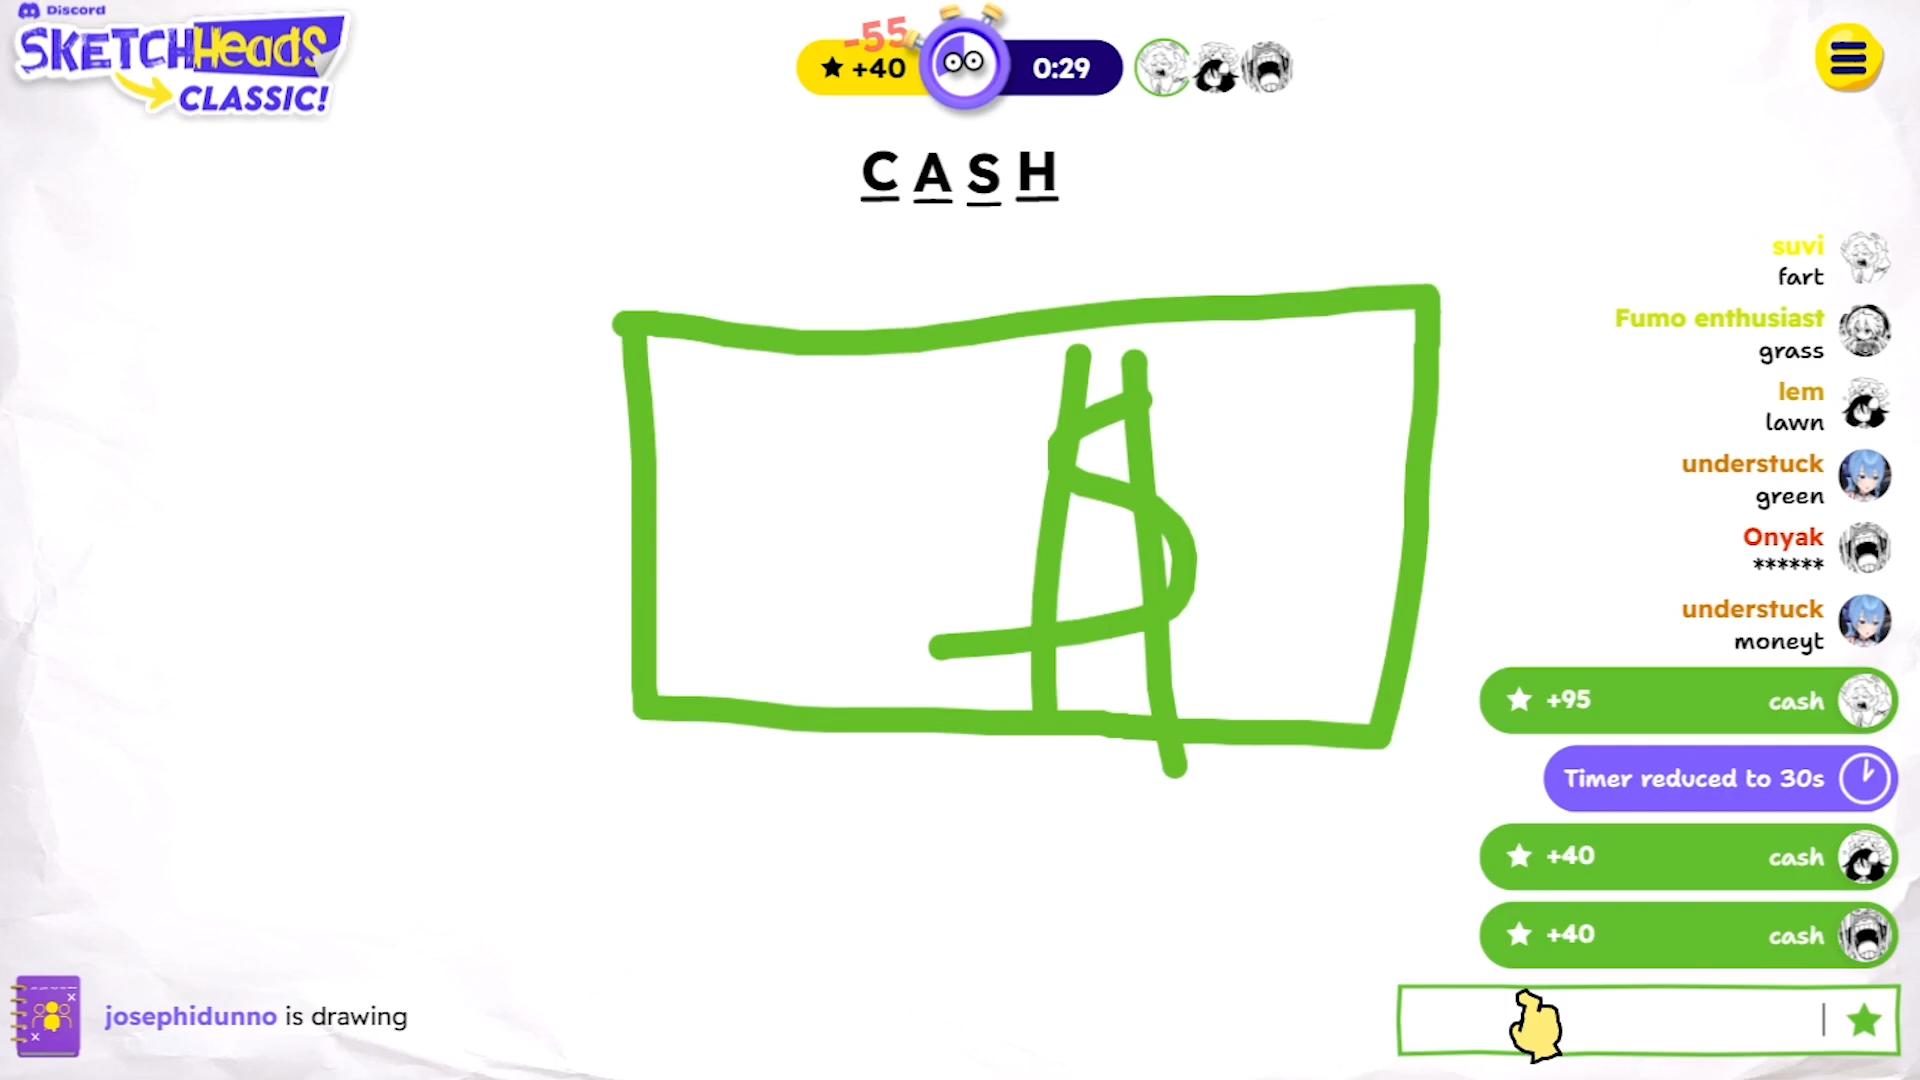 Discord
SKETCHHeadS
CLASSIC!
-55
+40
0:29
CASH
suvi
fart
Fumo enthusiast
grass
lem
lawn
understuck
green
Onyak
******
understuck
moneyt
+95 cash
Timer reduced to 30s
+40 cash
+40 cash
josephidunno is drawing